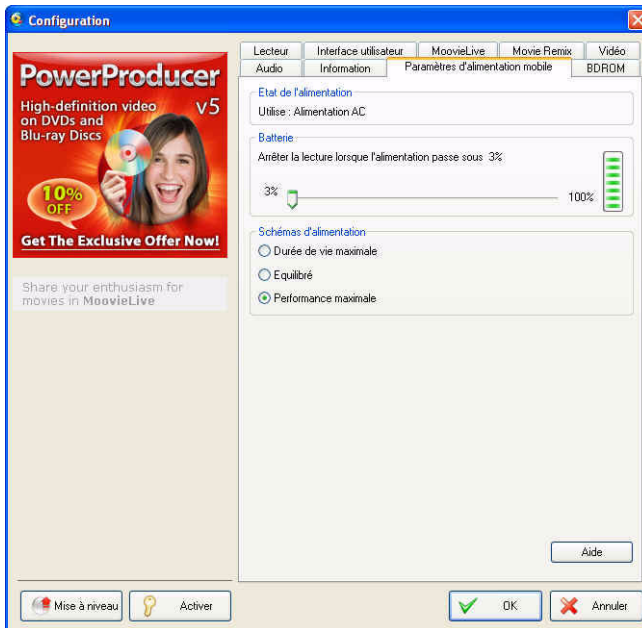 Configuration
PowerProducer
v5
High-definition video
on DVDs and
Blu-ray Discs
10%
OFF
Get The Exclusive Offer Now!
Share your enthusiasm for
movies in MoovieLive
Lecteur
Interface utilisateur
MoovieLive
Movie Remix
Vidéo
Audio
Information
Paramètres d'alimentation mobile
BDROM
Etat de l'alimentation
Utilise : Alimentation AC
Batterie
Arrêter la lecture lorsque l'alimentation passe sous 3%
3%
100%
Schémas d'alimentation
Durée de vie maximale
Equilibré
Performance maximale
Aide
Mise à niveau
Activer
OK
Annuler